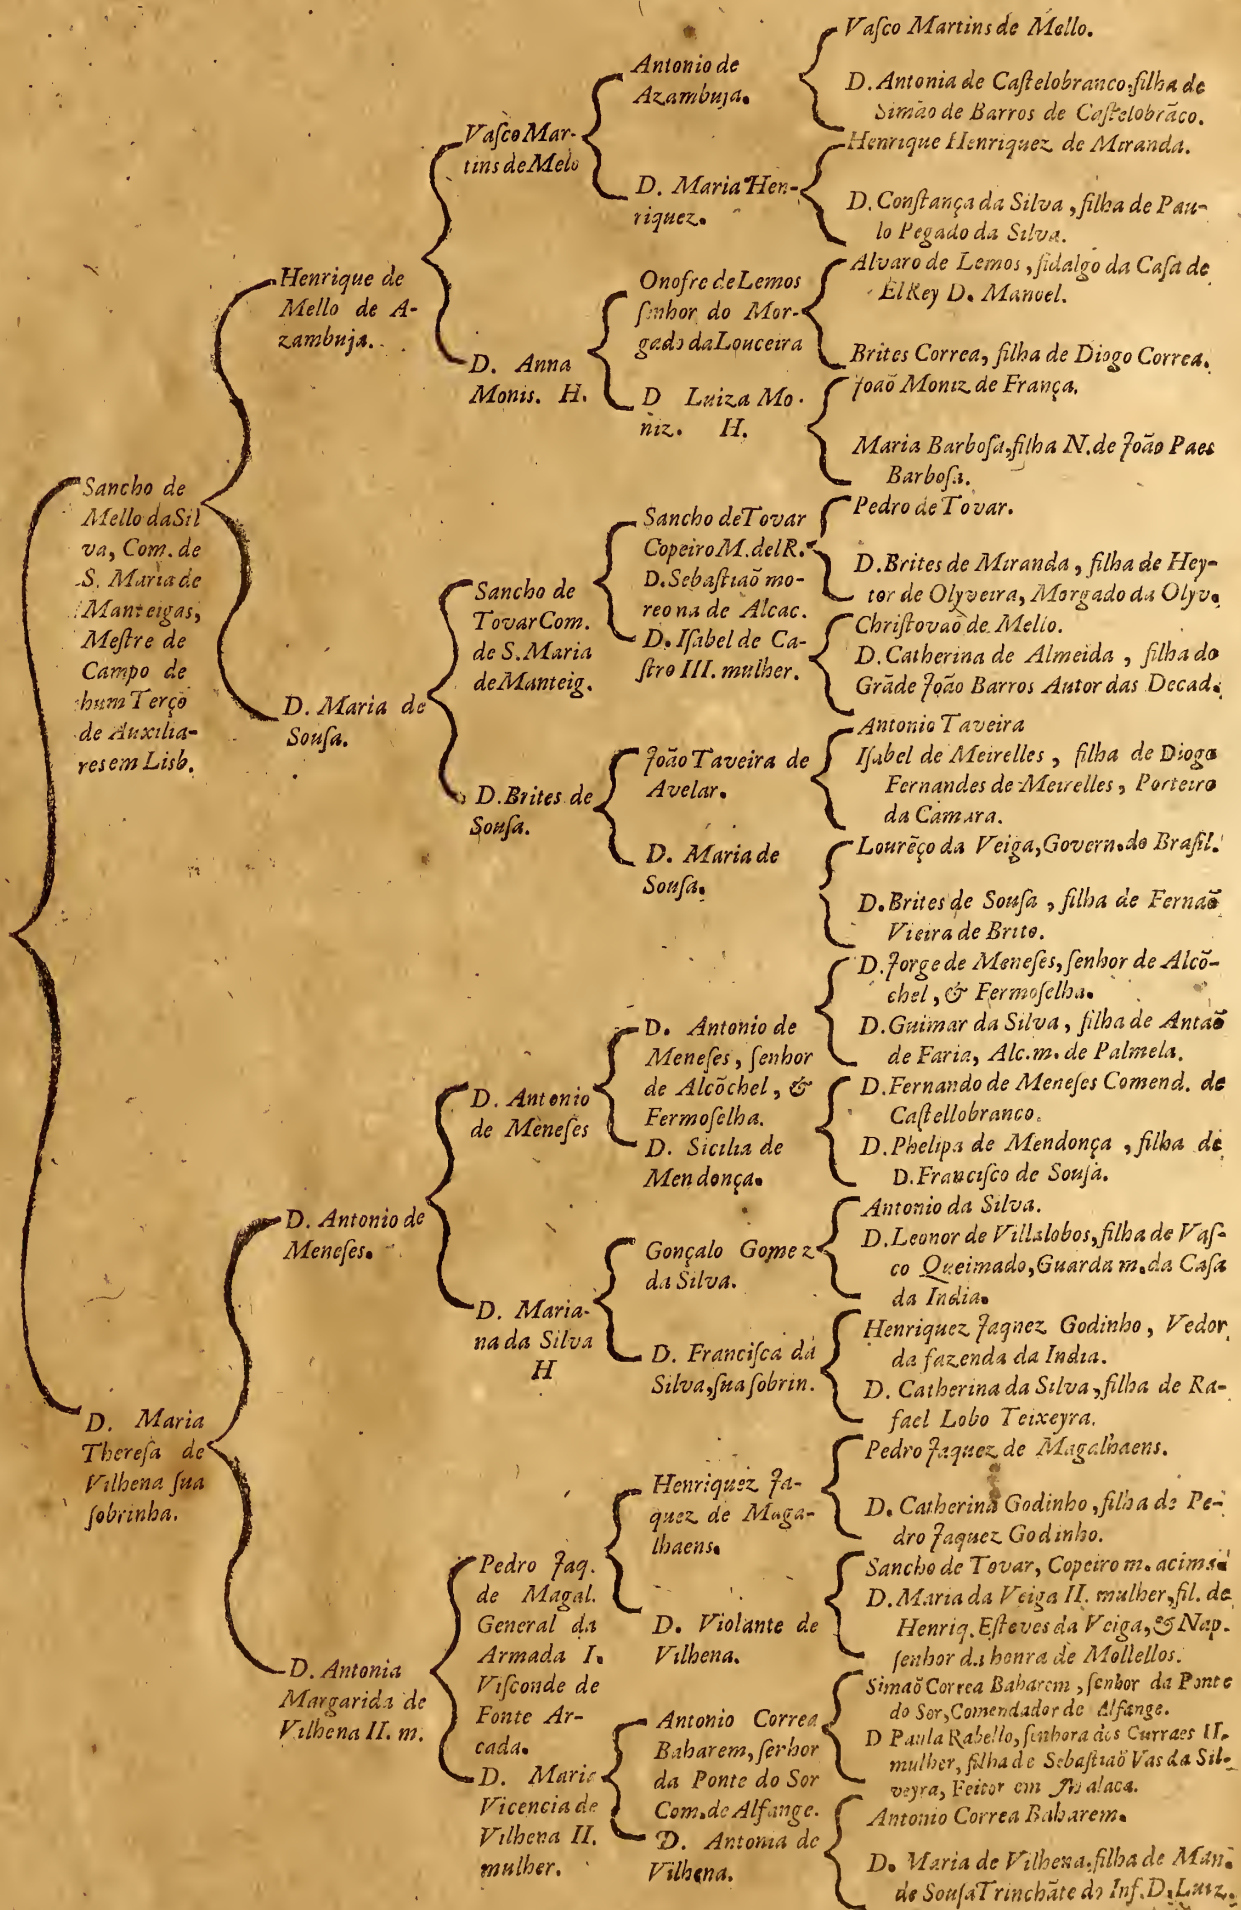 Sancho de
Mello da Sil
va, Com. de
S. Maria de
Manteigas,
Meſtre de
Campo de
hum Terço
de Auxilia-
res em Lisb.
D. Maria
Thereſa de
Vilhena ſua
ſobrinha.
Henrique de
Mello de A-
zambuja.
D. Maria de
Souſa.
D. Antonio de
Meneſes.
D. Antonia
Margarida de
Vilhena II. m.
Vaſco Mar-
tins de Melo
D. Anna
Monis. H.
Sancho de
Tovar Com.
de S. Maria
de Manteig.
D. Brites de
Souſa.
D. Antonio
de Meneſes
D. Maria-
na da Silva
H
Pedro Jaq.
de Magal.
General da
Armada I.
Viſconde de
Fonte Ar-
cada.
D. Maria
Vicencia de
Vilhena II.
mulher.
Antonio de
Azambuja.
D. Maria Hen-
riquez.
Onofre de Lemos
ſenhor do Mor-
gado da Louceira
D Luiza Mo.
niz. H.
Sancho de Tovar
Copeiro M. del R.
D. Sebaſtiaõ mo-
reo na de Alcac.
D. Iſabel de Ca-
ſtro III. mulher.
João Taveira de
Avelar.
D. Maria de
Souſa.
D. Antonio de
Meneſes, ſenhor
de Alcõchel, &
Fermoſelha.
D. Sicilia de
Mendonça.
Gonçalo Gomez
da Silva.
D. Franciſca da
Silva, ſua ſobrin.
Henriquez Ja-
quez de Maga-
lhaens.
D. Violante de
Vilhena.
Antonio Correa
Baharem, ſenhor
da Ponte do Sor
Com. de Alfange.
D. Antonia de
Vilhena.
Vaſco Martins de Mello.
D. Antonia de Caſtelobranco, filha de
Simão de Barros de Caſtelobrãco.
Henrique Henriquez de Miranda.
D. Conſtança da Silva, filha de Pau-
lo Pegado da Silva.
Alvaro de Lemos, fidalgo da Caſa de
ElRey D. Manoel.
Brites Correa, filha de Diogo Correa.
Joaõ Moniz de França.
Maria Barboſa, filha N. de João Paes
Barboſa.
Pedro de Tovar.
D. Brites de Miranda, filha de Hey-
tor de Olyveira, Morgado da Olyv.
Chriſtovaõ de Mello.
D. Catherina de Almeida, filha do
Grãde João Barros Autor das Decad.
Antonio Taveira
Iſabel de Meirelles, filha de Diogo
Fernandes de Meirelles, Porteiro
da Camara.
Lourẽço da Veiga, Govern. do Braſil.
D. Brites de Souſa, filha de Fernaõ
Vieira de Brito.
D. Jorge de Meneſes, ſenhor de Alcõ-
chel, & Fermoſelha.
D. Guimar da Silva, filha de Antaõ
de Faria, Alc. m. de Palmela.
D. Fernando de Meneſes Comend. de
Caſtellobranco.
D. Phelipa de Mendonça, filha de
D. Franciſco de Souſa.
Antonio da Silva.
D. Leonor de Villalobos, filha de Vaſ-
co Queimado, Guarda m. da Caſa
da India.
Henriquez Jaquez Godinho, Vedor
da fazenda da India.
D. Catherina da Silva, filha de Ra-
fael Lobo Teixeyra.
Pedro Jaquez de Magalhaens.
D. Catherina Godinho, filha de Pe-
dro Jaquez Godinho.
Sancho de Tovar, Copeiro m. acima
D. Maria da Veiga II. mulher, fil. de
Henriq. Eſteves da Veiga, & Nap.
ſenhor da honra de Mollellos.
Simaõ Correa Baharem, ſenhor da Ponte
do Sor, Comendador de Alfange.
D Paula Rabello, ſenhora dos Curraes II.
mulher, filha de Sebaſtiaõ Vas da Sil-
veyra, Feitor em Malaca.
Antonio Correa Baharem.
D. Maria de Vilhena, filha de Man.
de Souſa Trinchãte do Inf. D. Luiz.